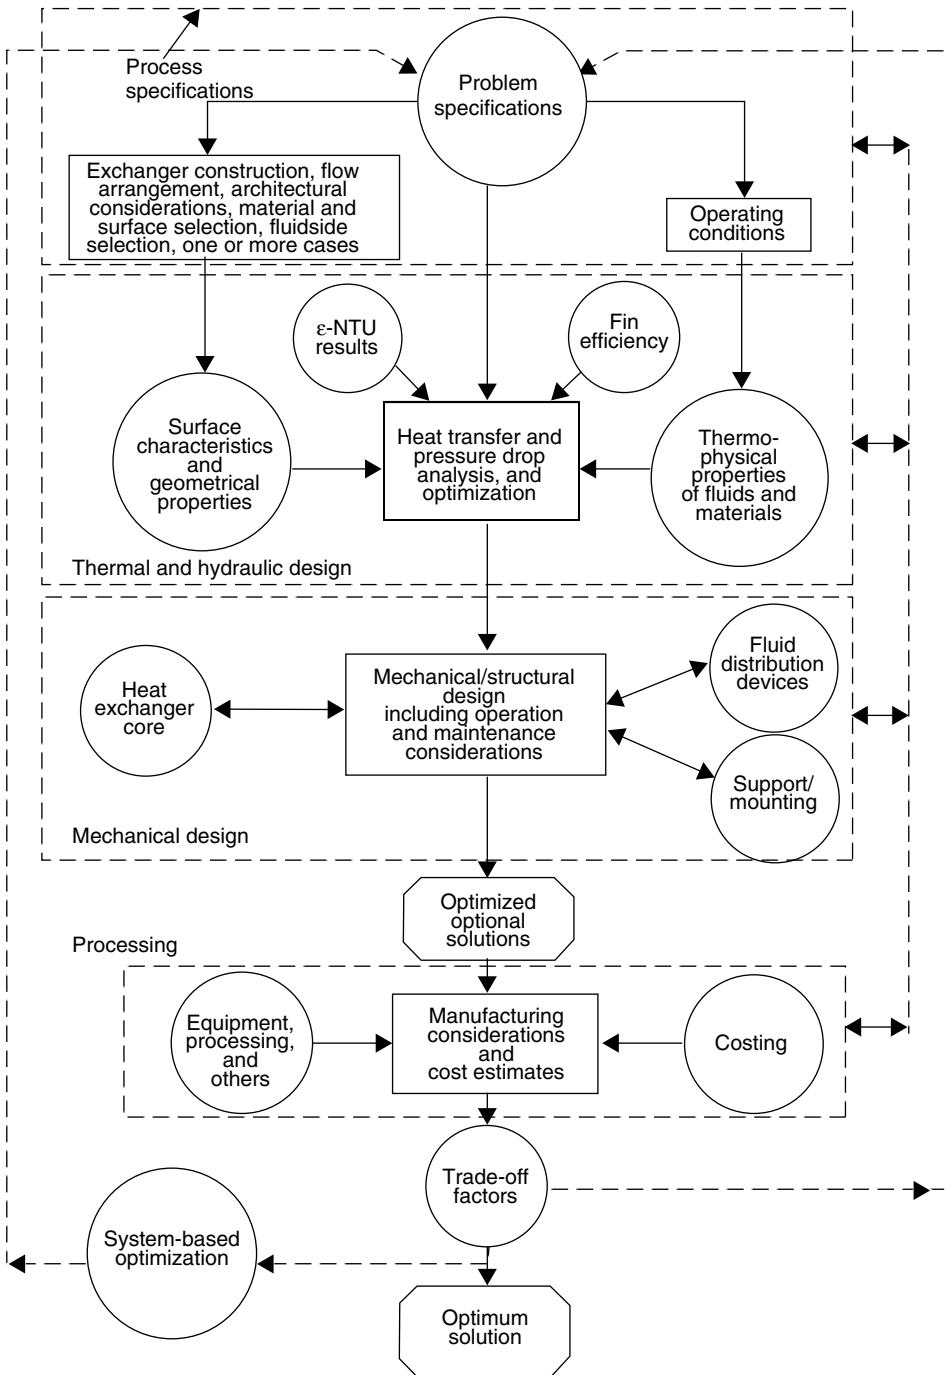 Process
specifications
Problem
specifications
Exchanger construction, flow
arrangement, architectural
considerations, material and
surface selection, fluidside
selection, one or more cases
Operating
conditions
ε-NTU
results
Fin
efficiency
Surface
characteristics
and
geometrical
properties
Heat transfer and
pressure drop
analysis, and
optimization
Thermo-
physical
properties
of fluids and
materials
Thermal and hydraulic design
Heat
exchanger
core
Mechanical/structural
design
including operation
and maintenance
considerations
Fluid
distribution
devices
Support/
mounting
Mechanical design
Optimized
optional
solutions
Processing
Equipment,
processing,
and
others
Manufacturing
considerations
and
cost estimates
Costing
Trade-off
factors
System-based
optimization
Optimum
solution